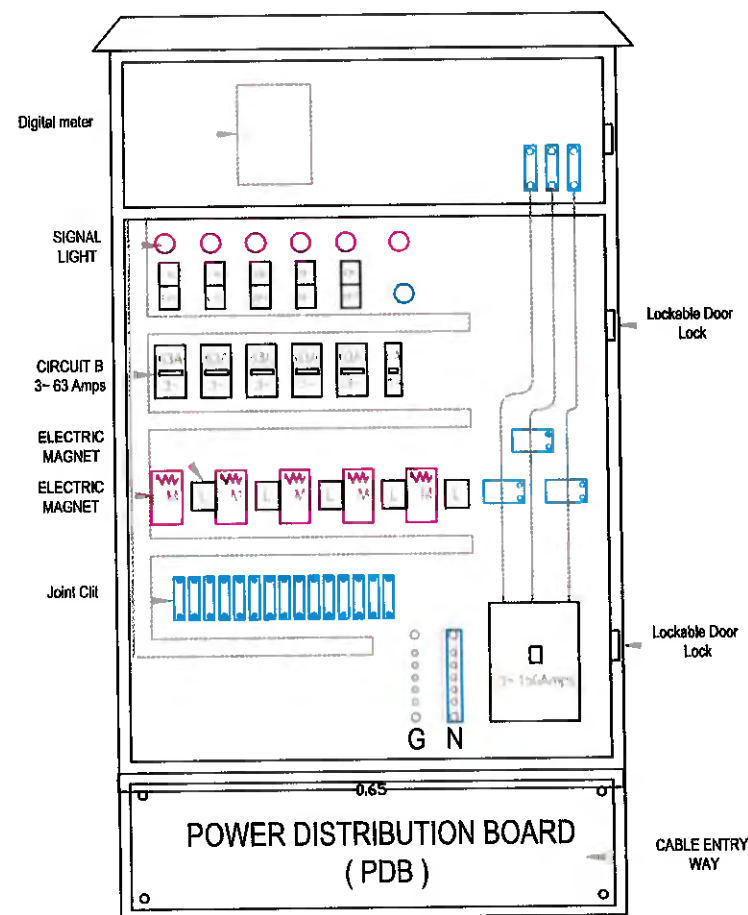 Digital meter
SIGNAL
LIGHT
Lockable Door
Lock
CIRCUIT B
3~ 63 Amps
ELECTRIC
MAGNET
ELECTRIC
MAGNET
M L M L M L M L M L
Joint Clit
Lockable Door
Lock
G N
0.65
POWER DISTRIBUTION BOARD
( PDB )
CABLE ENTRY
WAY